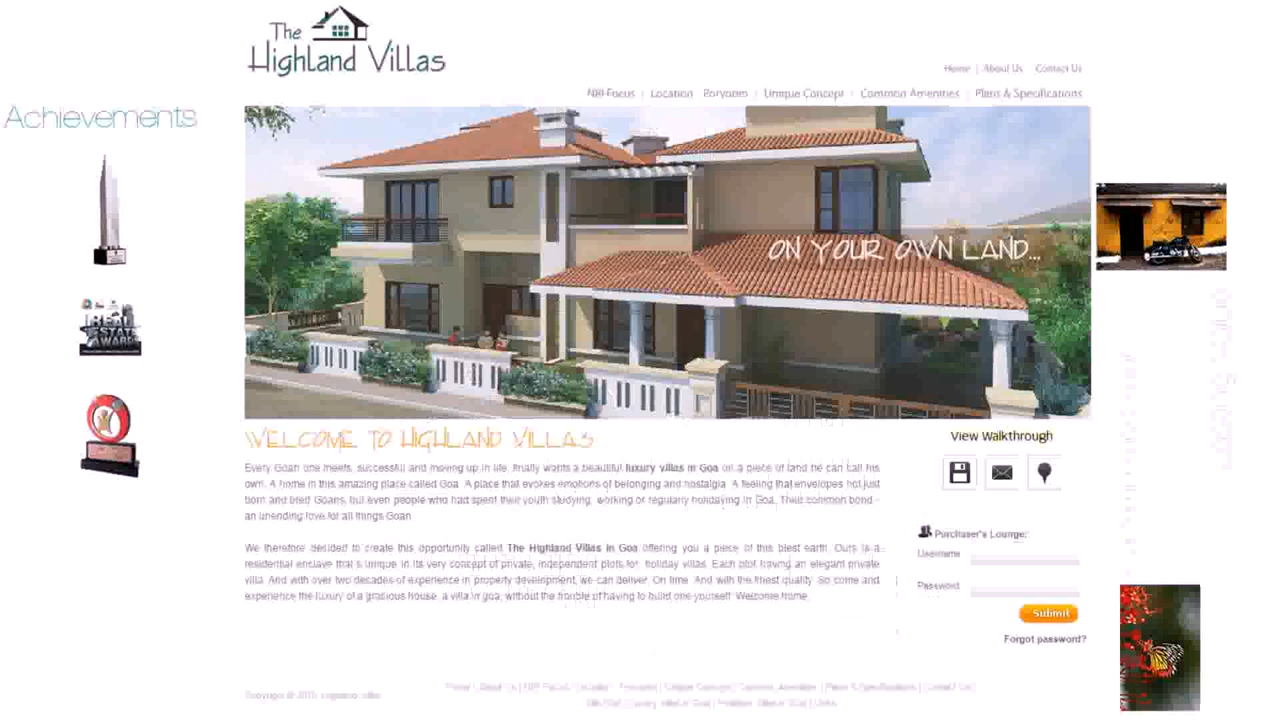 The
Highland Villas
Home | About Us Contact Us
NRI Focus | Location Porvorim | Unique Concept | Common Amenities | Plans & Specifications
Achievements
ON YOUR OWN LAND...
REAL
ESTATE
AWARDS
WELCOME TO HIGHLAND VILLAS
Every Goan one meets, successful and moving up in life, finally wants a beautiful luxury villas in Goa on a piece of land he can call his
own. A home in this amazing place called Goa. A place that evokes emotions of belonging and nostalgia. A feeling that envelopes not just
born and bred Goans, but even people who had spent their youth studying, working or regularly holidaying in Goa. Their common bond -
an unending love for all things Goan
We therefore decided to create this opportunity called The Highland Villas in Goa offering you a piece of this blest earth. Ours is a
residential enclave that's unique in its very concept of private, independent plots for holiday villas. Each plot having an elegant private
villa. And with over two decades of experience in property development, we can deliver. On time. And with the finest quality. So come and
experience the luxury of a gracious house, a villa in goa, without the trouble of having to build one yourself. Welcome home.
View Walkthrough
Purchaser's Lounge:
Username
Password
Submit
Forgot password?
Copyright © 2010